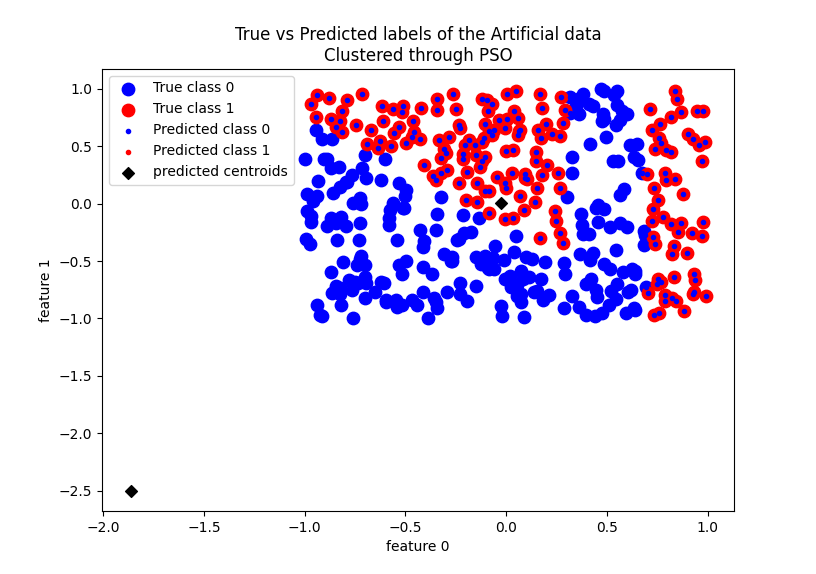 True vs Predicted labels of the Artificial data
Clustered through PSO
True class 0
True class 1
Predicted class 0
Predicted class 1
predicted centroids
1.0
0.5
0.0
−0.5
−1.0
−1.5
−2.0
−2.5
feature 1
−2.0 −1.5 −1.0 −0.5 0.0 0.5 1.0
feature 0